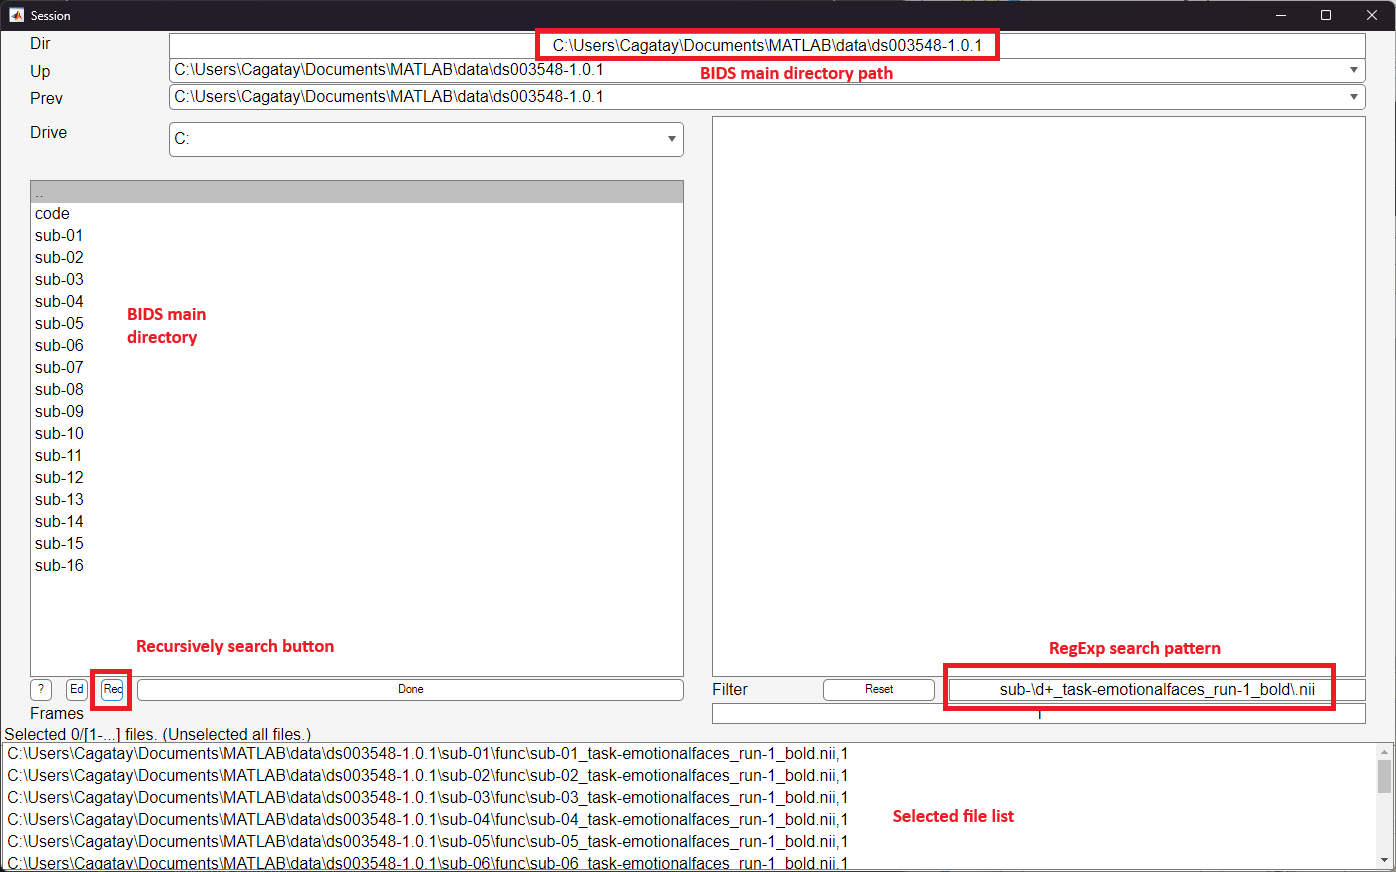 Session
Dir
C:\Users\Cagatay\Documents\MATLAB\data\ds003548-1.0.1
Up
C:\Users\Cagatay\Documents\MATLAB\data\ds003548-1.0.1
BIDS main directory path
Prev
C:\Users\Cagatay\Documents\MATLAB\data\ds003548-1.0.1
Drive
C:
..
code
sub-01
sub-02
sub-03
sub-04
sub-05
sub-06
sub-07
sub-08
sub-09
sub-10
sub-11
sub-12
sub-13
sub-14
sub-15
sub-16
BIDS main
directory
Recursively search button
RegExp search pattern
?
Ed
Rec
Done
Filter
Reset
sub-\d+_task-emotionalfaces_run-1_bold\.nii
Frames
Selected 0/[1-...] files. (Unselected all files.)
C:\Users\Cagatay\Documents\MATLAB\data\ds003548-1.0.1\sub-01\func\sub-01_task-emotionalfaces_run-1_bold.nii,1
C:\Users\Cagatay\Documents\MATLAB\data\ds003548-1.0.1\sub-02\func\sub-02_task-emotionalfaces_run-1_bold.nii,1
C:\Users\Cagatay\Documents\MATLAB\data\ds003548-1.0.1\sub-03\func\sub-03_task-emotionalfaces_run-1_bold.nii,1
C:\Users\Cagatay\Documents\MATLAB\data\ds003548-1.0.1\sub-04\func\sub-04_task-emotionalfaces_run-1_bold.nii,1
C:\Users\Cagatay\Documents\MATLAB\data\ds003548-1.0.1\sub-05\func\sub-05_task-emotionalfaces_run-1_bold.nii,1
C:\Users\Cagatay\Documents\MATLAB\data\ds003548-1.0.1\sub-06\func\sub-06_task-emotionalfaces_run-1_bold.nii,1
Selected file list